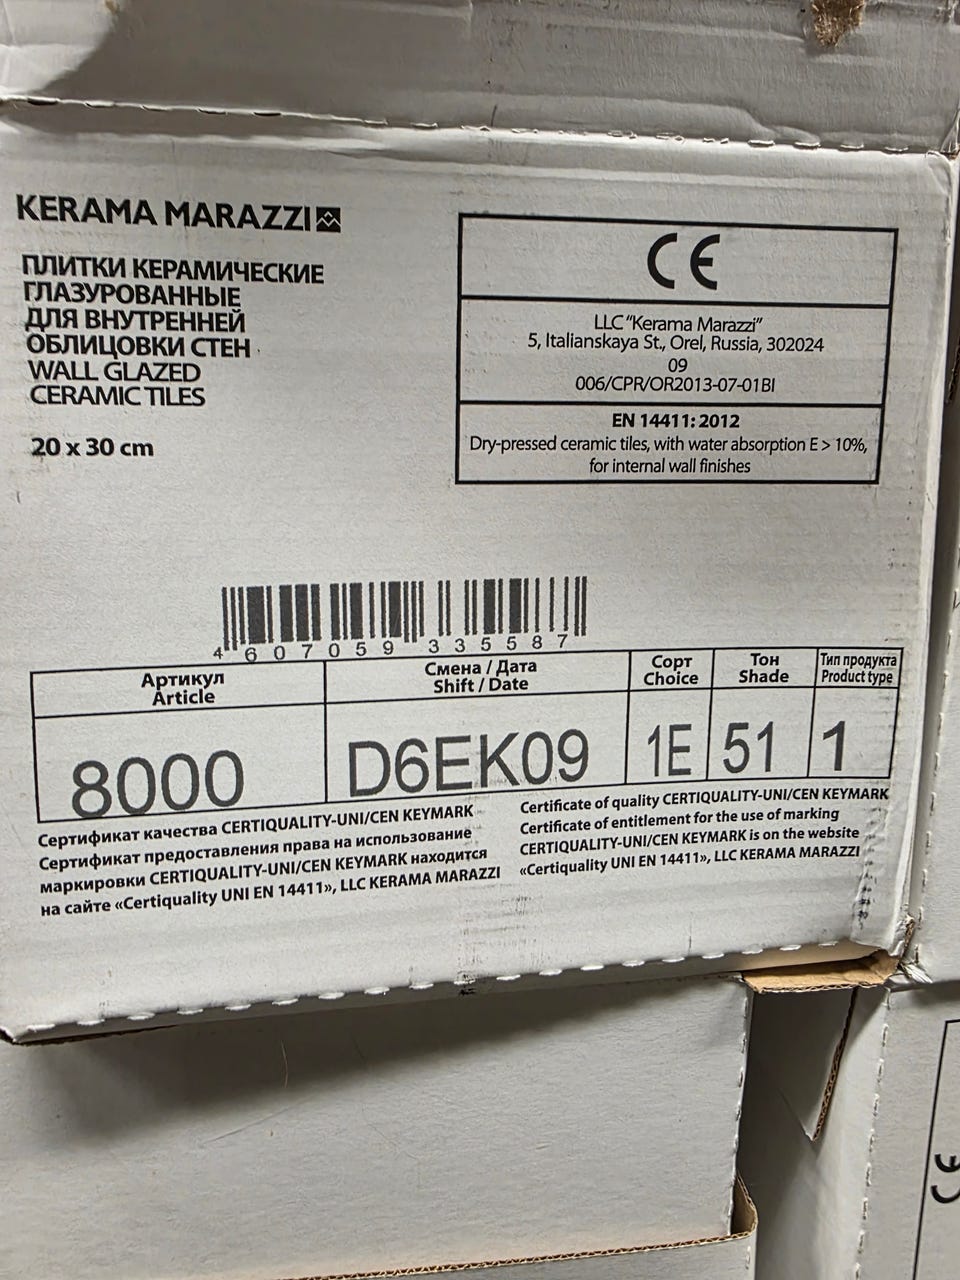 KERAMA MARAZZI
ПЛИТКИ КЕРАМИЧЕСКИЕ
ГЛАЗУРОВАННЫЕ
ДЛЯ ВНУТРЕННЕЙ
ОБЛИЦОВКИ СТЕН
WALL GLAZED
CERAMIC TILES
20 x 30 cm
CE
LLC "Kerama Marazzi"
5, Italianskaya St., Orel, Russia, 302024
09
006/CPR/OR2013-07-01BI
EN 14411: 2012
Dry-pressed ceramic tiles, with water absorption E > 10%,
for internal wall finishes
4 607059 335587
Артикул Смена / Дата Сорт Тон Тип продукта
Article Shift / Date Choice Shade Product type
8000 D6EK09 1E 51 1
Сертификат качества CERTIQUALITY-UNI/CEN KEYMARK
Сертификат предоставления права на использование
маркировки CERTIQUALITY-UNI/CEN KEYMARK находится
на сайте «Certiquality UNI EN 14411», LLC KERAMA MARAZZI
Certificate of quality CERTIQUALITY-UNI/CEN KEYMARK
Certificate of entitlement for the use of marking
CERTIQUALITY-UNI/CEN KEYMARK is on the website
«Certiquality UNI EN 14411», LLC KERAMA MARAZZI
CE